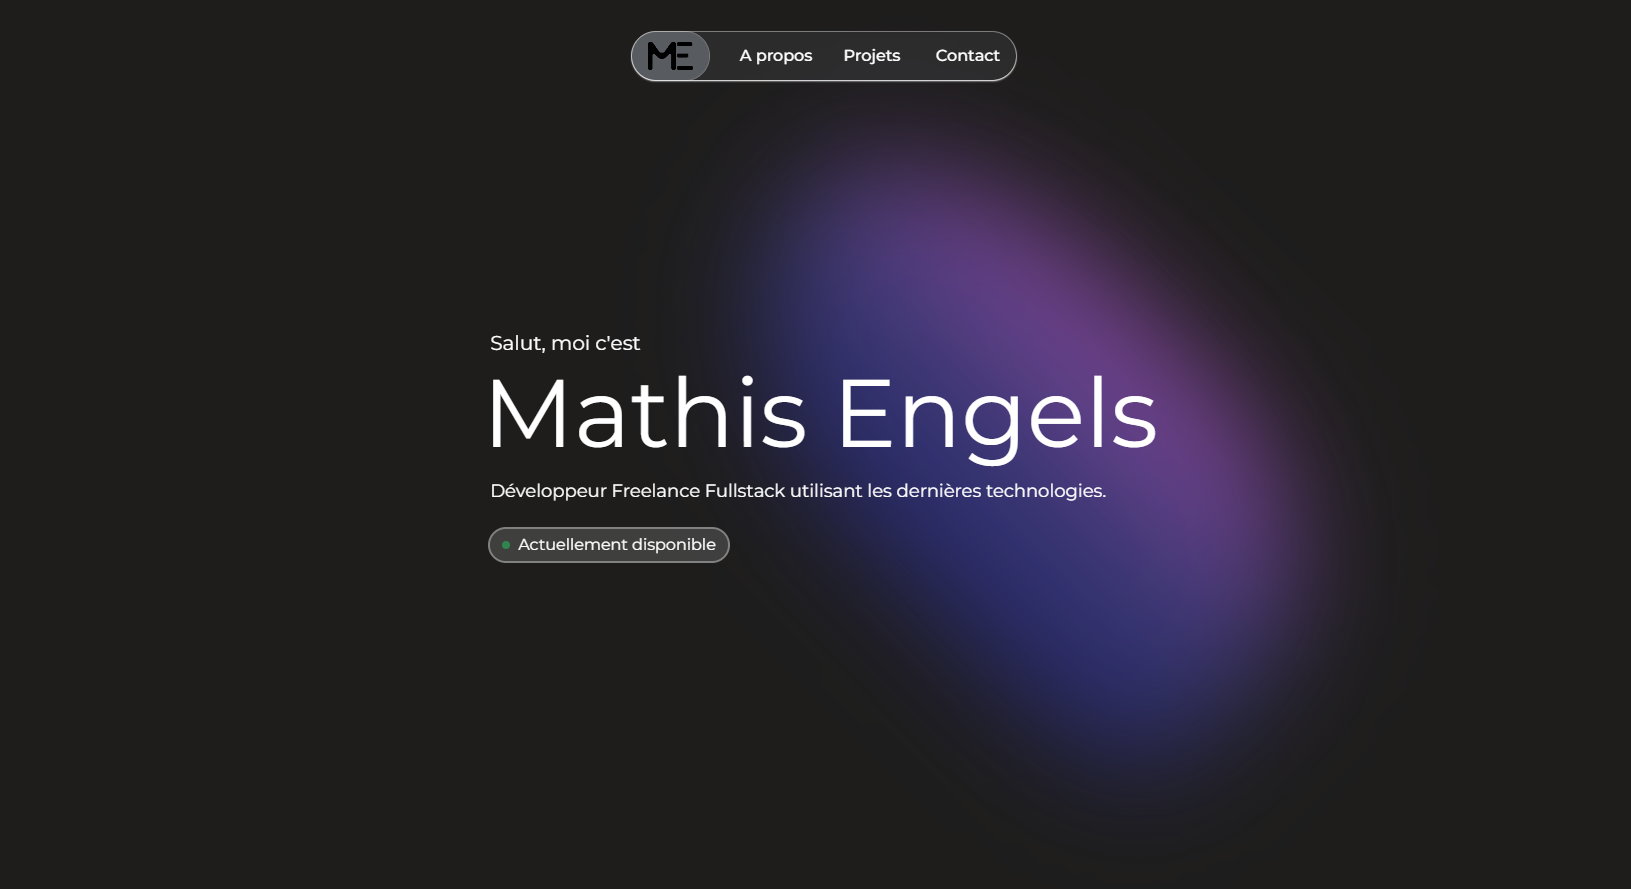 ME
A propos
Projets
Contact
Salut, moi c'est
Mathis Engels
Développeur Freelance Fullstack utilisant les dernières technologies.
Actuellement disponible